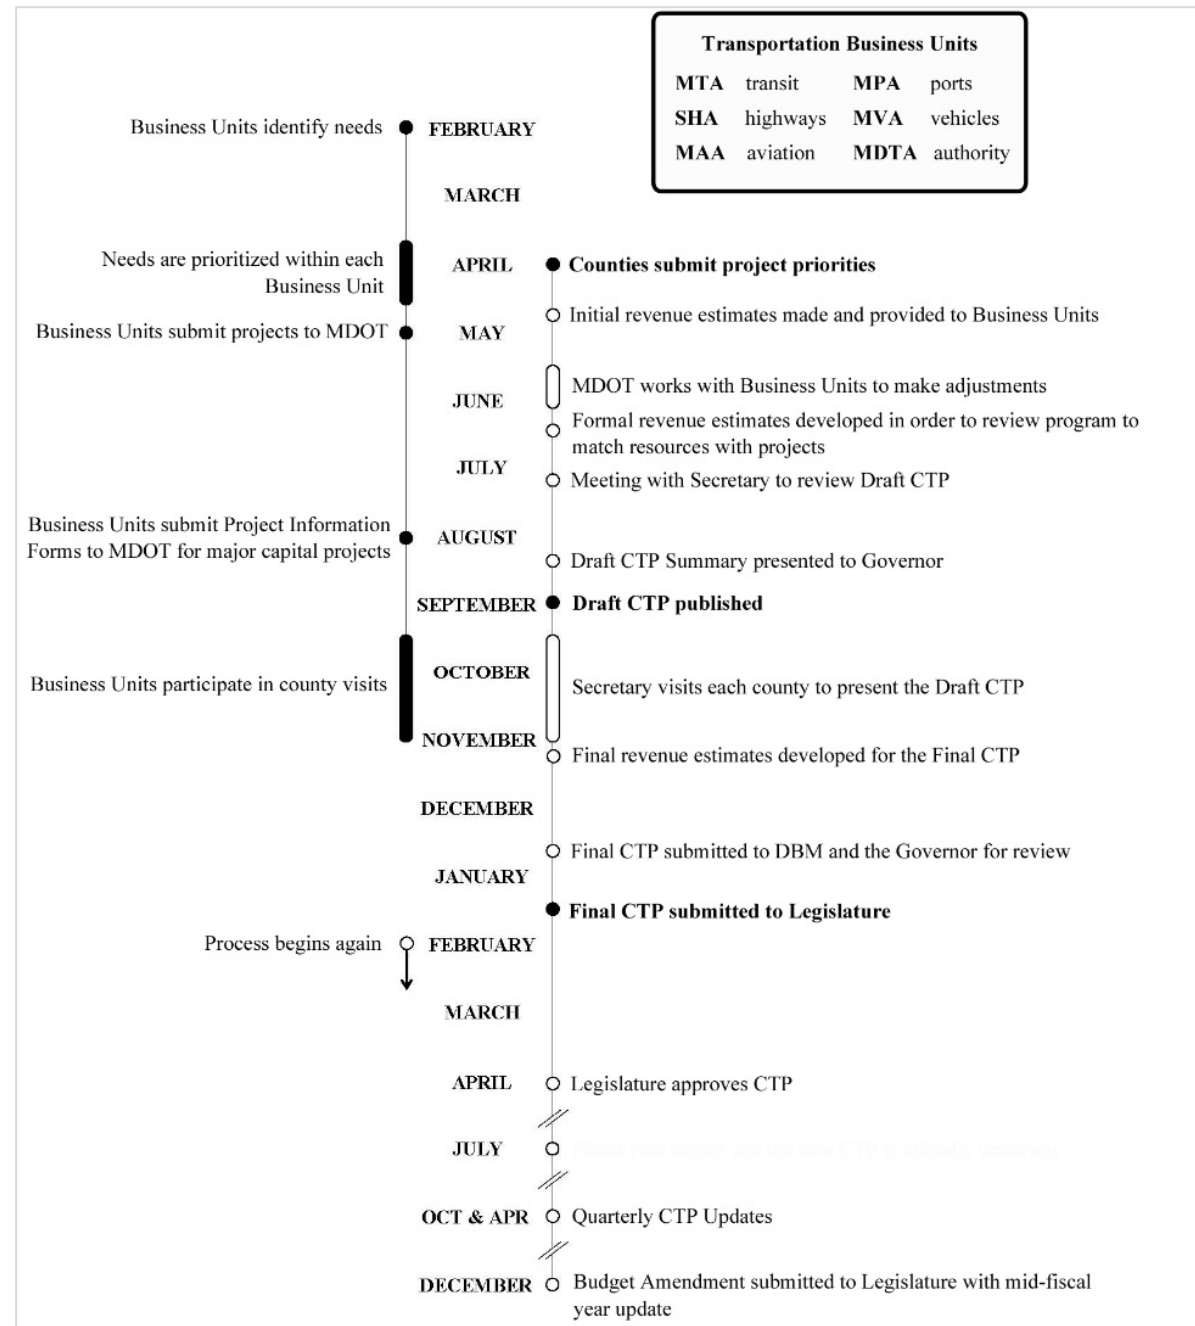 Transportation Business Units
MTA transit MPA ports
SHA highways MVA vehicles
MAA aviation MDTA authority
Business Units identify needs
FEBRUARY
MARCH
Needs are prioritized within each
Business Unit
APRIL
Counties submit project priorities
Initial revenue estimates made and provided to Business Units
Business Units submit projects to MDOT
MAY
MDOT works with Business Units to make adjustments
JUNE
Formal revenue estimates developed in order to review program to
match resources with projects
JULY
Meeting with Secretary to review Draft CTP
Business Units submit Project Information
Forms to MDOT for major capital projects
AUGUST
Draft CTP Summary presented to Governor
SEPTEMBER
Draft CTP published
OCTOBER
Business Units participate in county visits
Secretary visits each county to present the Draft CTP
NOVEMBER
Final revenue estimates developed for the Final CTP
DECEMBER
Final CTP submitted to DBM and the Governor for review
JANUARY
Final CTP submitted to Legislature
Process begins again
FEBRUARY
MARCH
APRIL
Legislature approves CTP
JULY
OCT & APR
Quarterly CTP Updates
DECEMBER
Budget Amendment submitted to Legislature with mid-fiscal
year update